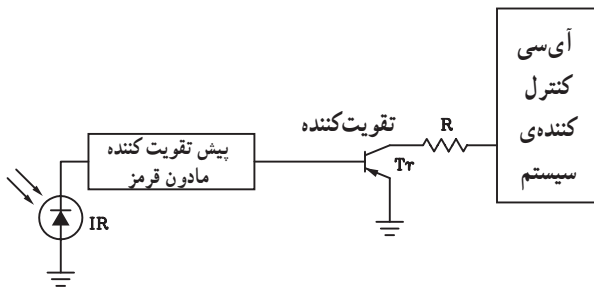 آی‌سی
کنترل
کننده‌ی
سیستم
تقویت‌کننده
R
پیش تقویت کننده
مادون قرمز
Tr
IR